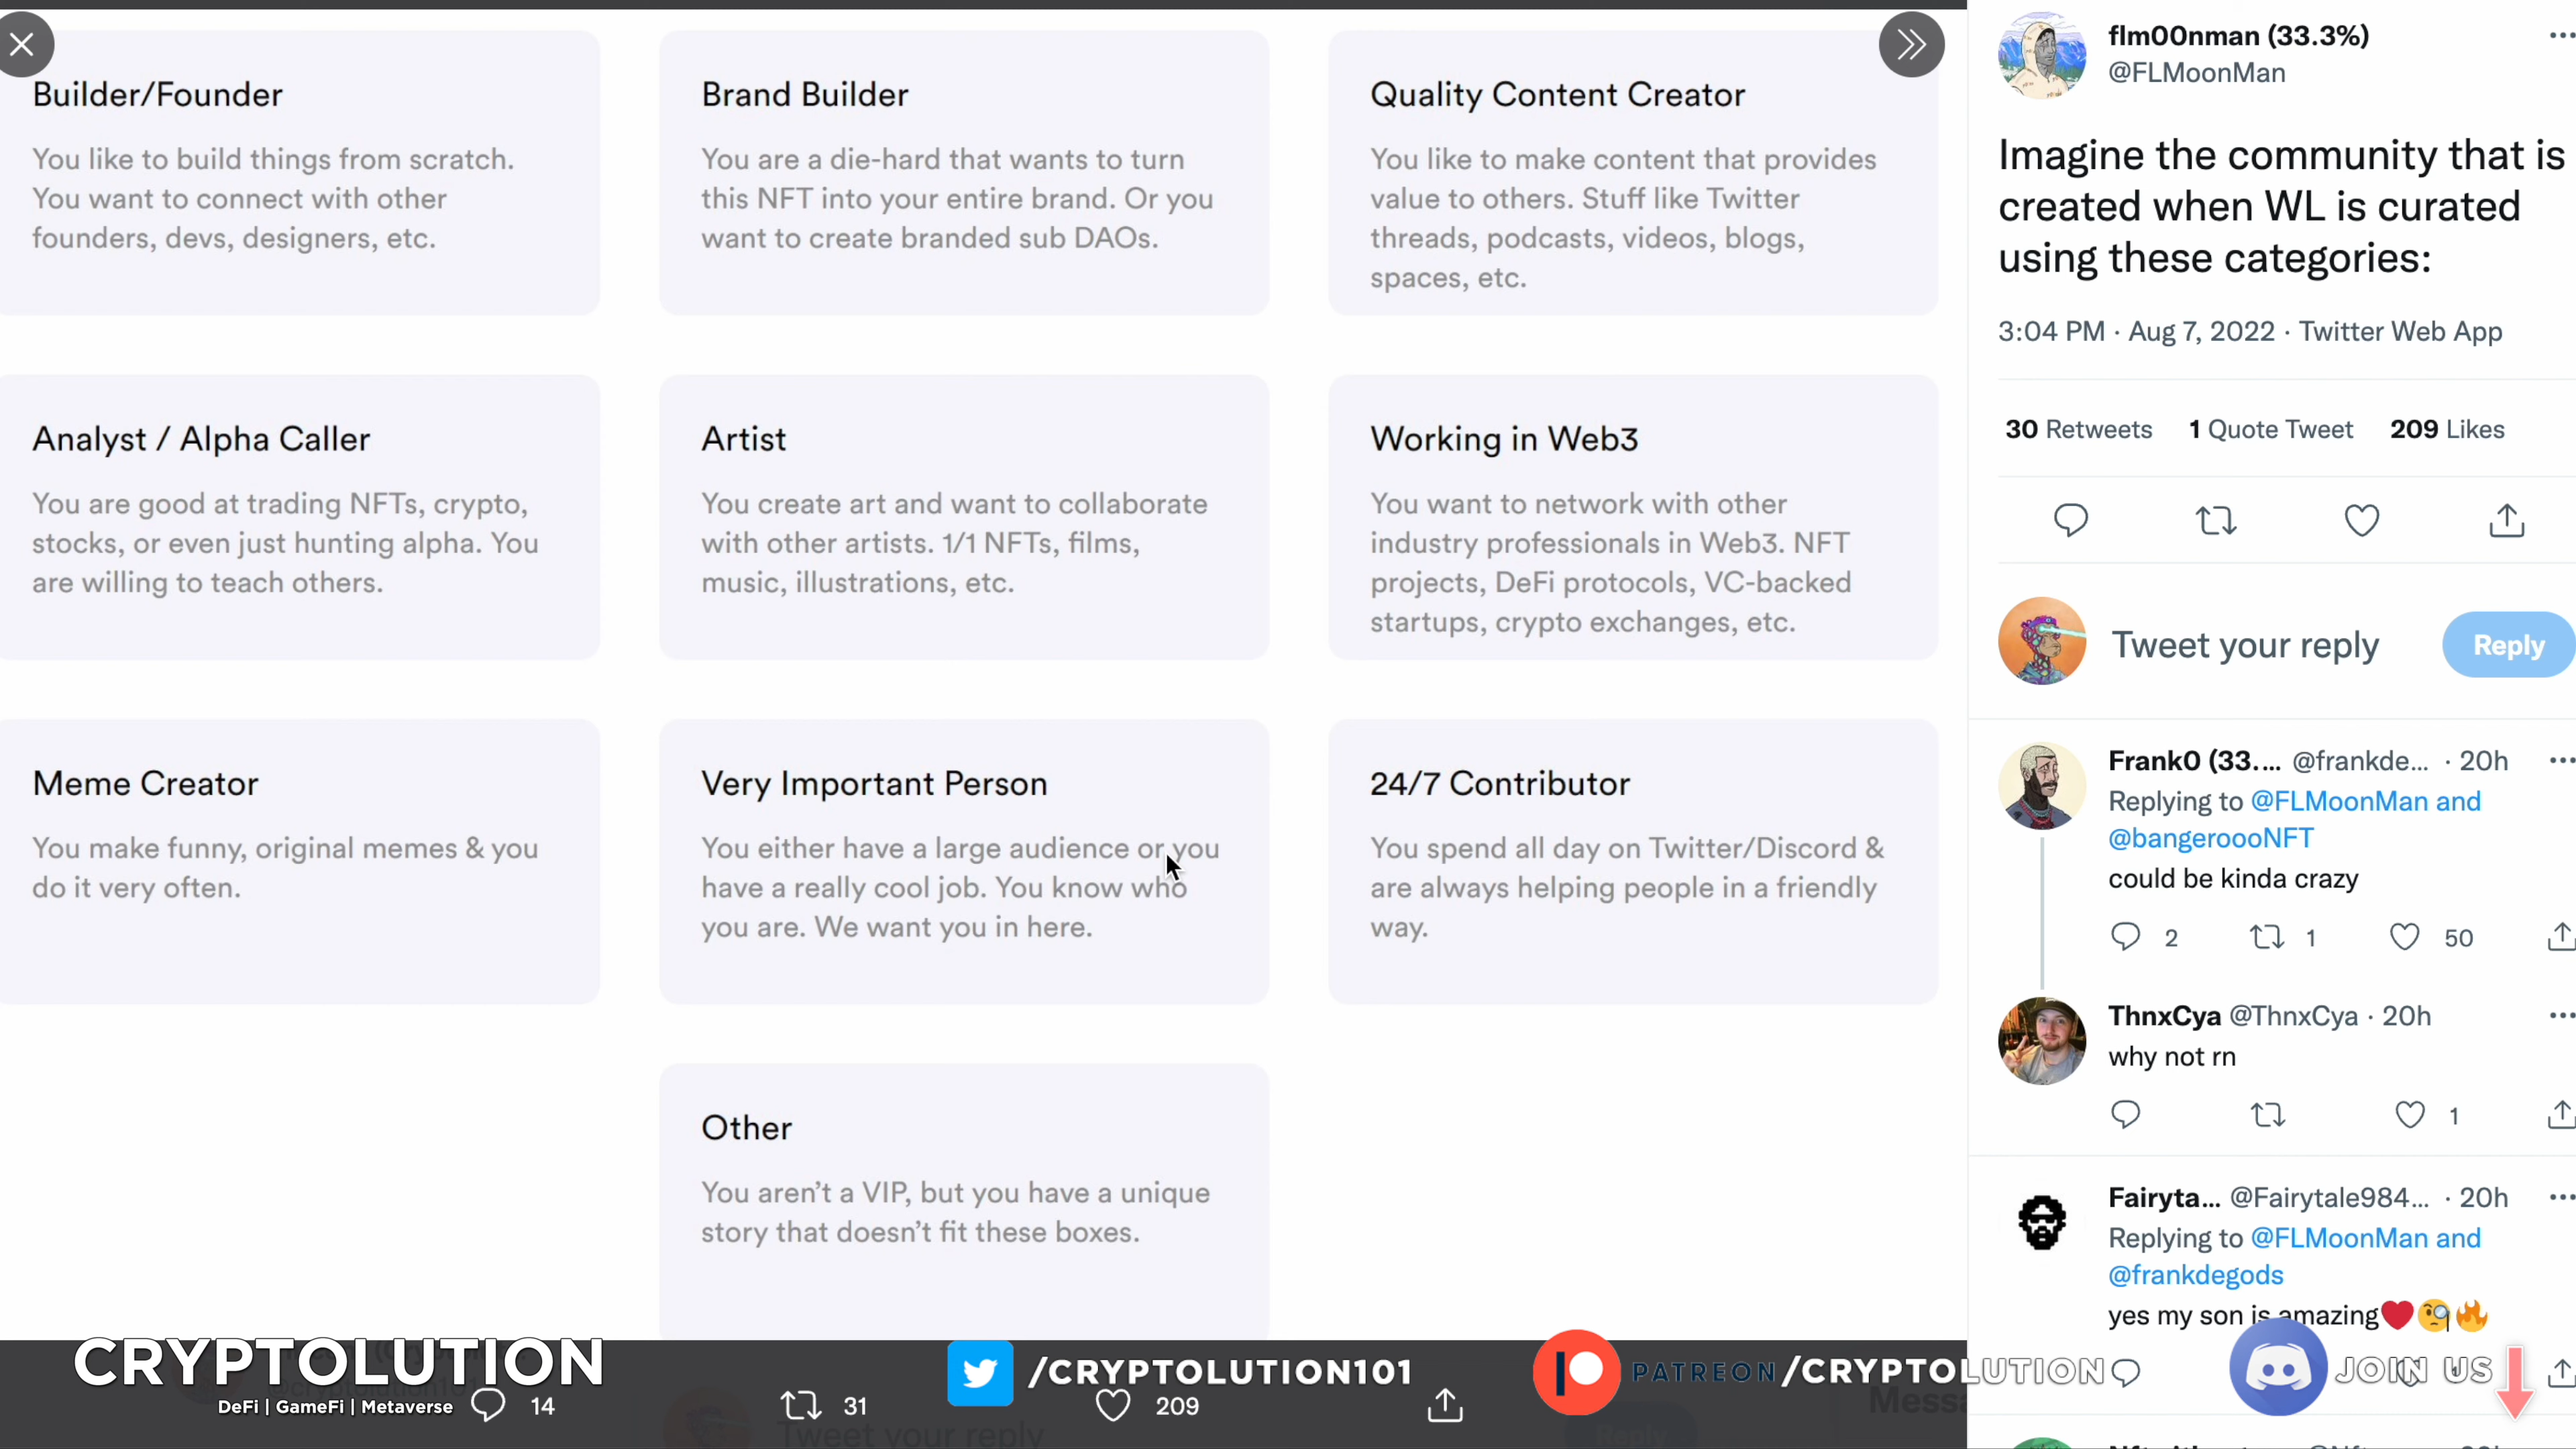 Builder/Founder
You like to build things from scratch.
You want to connect with other
founders, devs, designers, etc.
Brand Builder
You are a die-hard that wants to turn
this NFT into your entire brand. Or you
want to create branded sub DAOs.
Quality Content Creator
You like to make content that provides
value to others. Stuff like Twitter
threads, podcasts, videos, blogs,
spaces, etc.
Analyst / Alpha Caller
You are good at trading NFTs, crypto,
stocks, or even just hunting alpha. You
are willing to teach others.
Artist
You create art and want to collaborate
with other artists. 1/1 NFTs, films,
music, illustrations, etc.
Working in Web3
You want to network with other
industry professionals in Web3. NFT
projects, DeFi protocols, VC-backed
startups, crypto exchanges, etc.
Meme Creator
You make funny, original memes & you
do it very often.
Very Important Person
You either have a large audience or you
have a really cool job. You know who
you are. We want you in here.
24/7 Contributor
You spend all day on Twitter/Discord &
are always helping people in a friendly
way.
Other
You aren't a VIP, but you have a unique
story that doesn't fit these boxes.
flm00nman (33.3%)
@FLMoonMan
Imagine the community that is
created when WL is curated
using these categories:
3:04 PM · Aug 7, 2022 · Twitter Web App
30 Retweets 1 Quote Tweet 209 Likes
Tweet your reply
Reply
Frank0 (33.... @frankde... · 20h
Replying to @FLMoonMan and
@bangeroooNFT
could be kinda crazy
2 1 50
ThnxCya @ThnxCya · 20h
why not rn
1
Fairyta... @Fairytale984... · 20h
Replying to @FLMoonMan and
@frankdegods
yes my son is amazing❤️🧐🔥
CRYPTOLUTION
DeFi | GameFi | Metaverse
14 31 209
/CRYPTOLUTION101
PATREON /CRYPTOLUTION
JOIN US
Tweet your reply
Reply